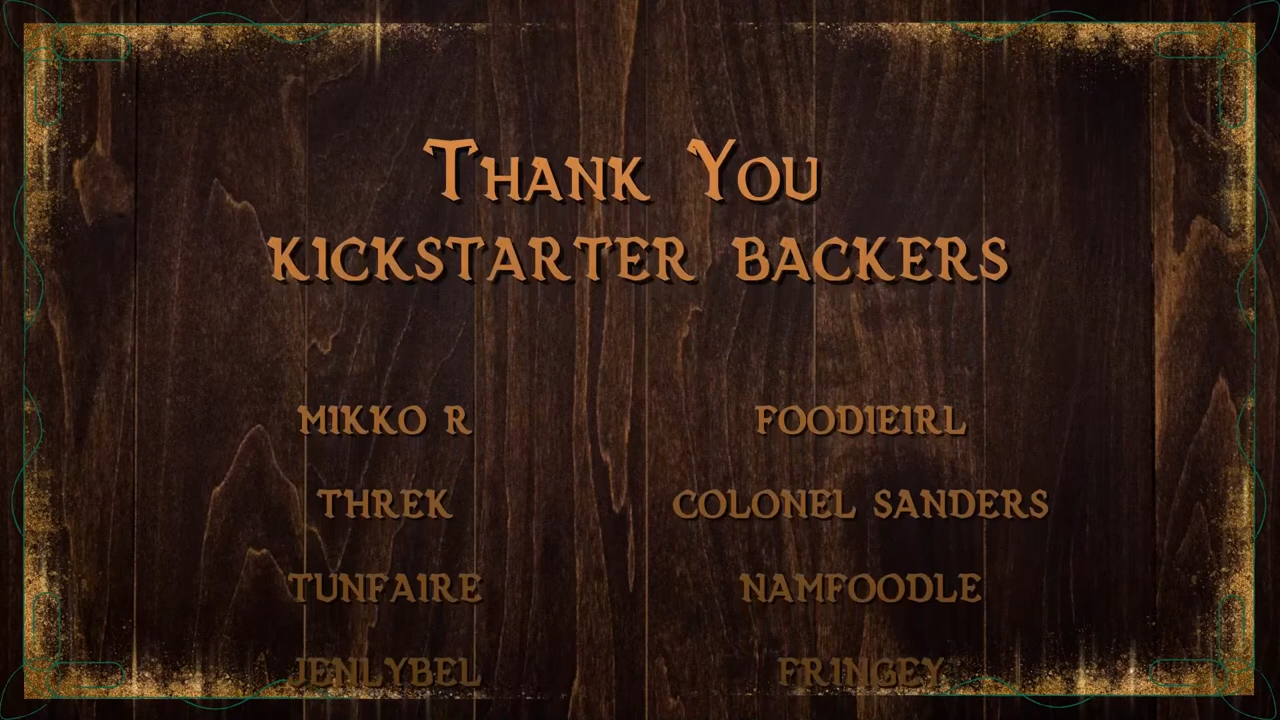 Thank You
KICKSTARTER BACKERS
MIKKO R
FOODIEIRL
THREK
COLONEL SANDERS
TUNFAIRE
NAMFOODLE
JENLYBEL
FRINGEY